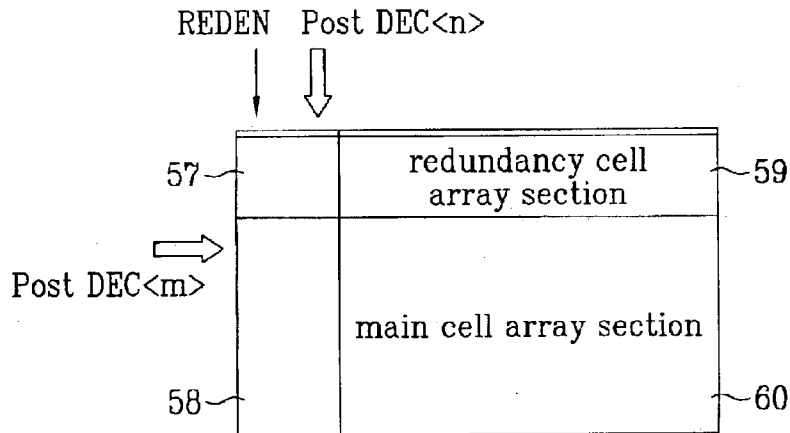 REDEN Post DEC<n>
57
redundancy cell
array section
59
Post DEC<m>
main cell array section
58
60